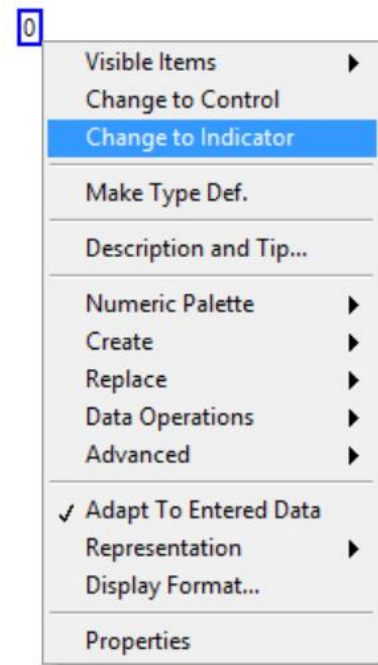 0
Visible Items
Change to Control
Change to Indicator
Make Type Def.
Description and Tip...
Numeric Palette
Create
Replace
Data Operations
Advanced
Adapt To Entered Data
Representation
Display Format...
Properties